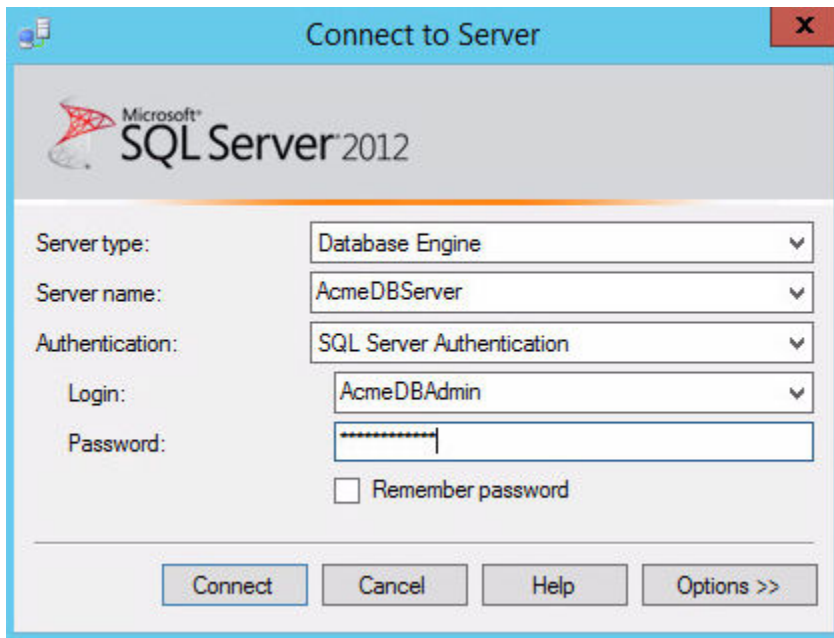 Connect to Server
x
Microsoft®
SQL Server 2012
Server type: Database Engine
Server name: AcmeDBServer
Authentication: SQL Server Authentication
Login: AcmeDBAdmin
Password: ************
Remember password
Connect Cancel Help Options >>